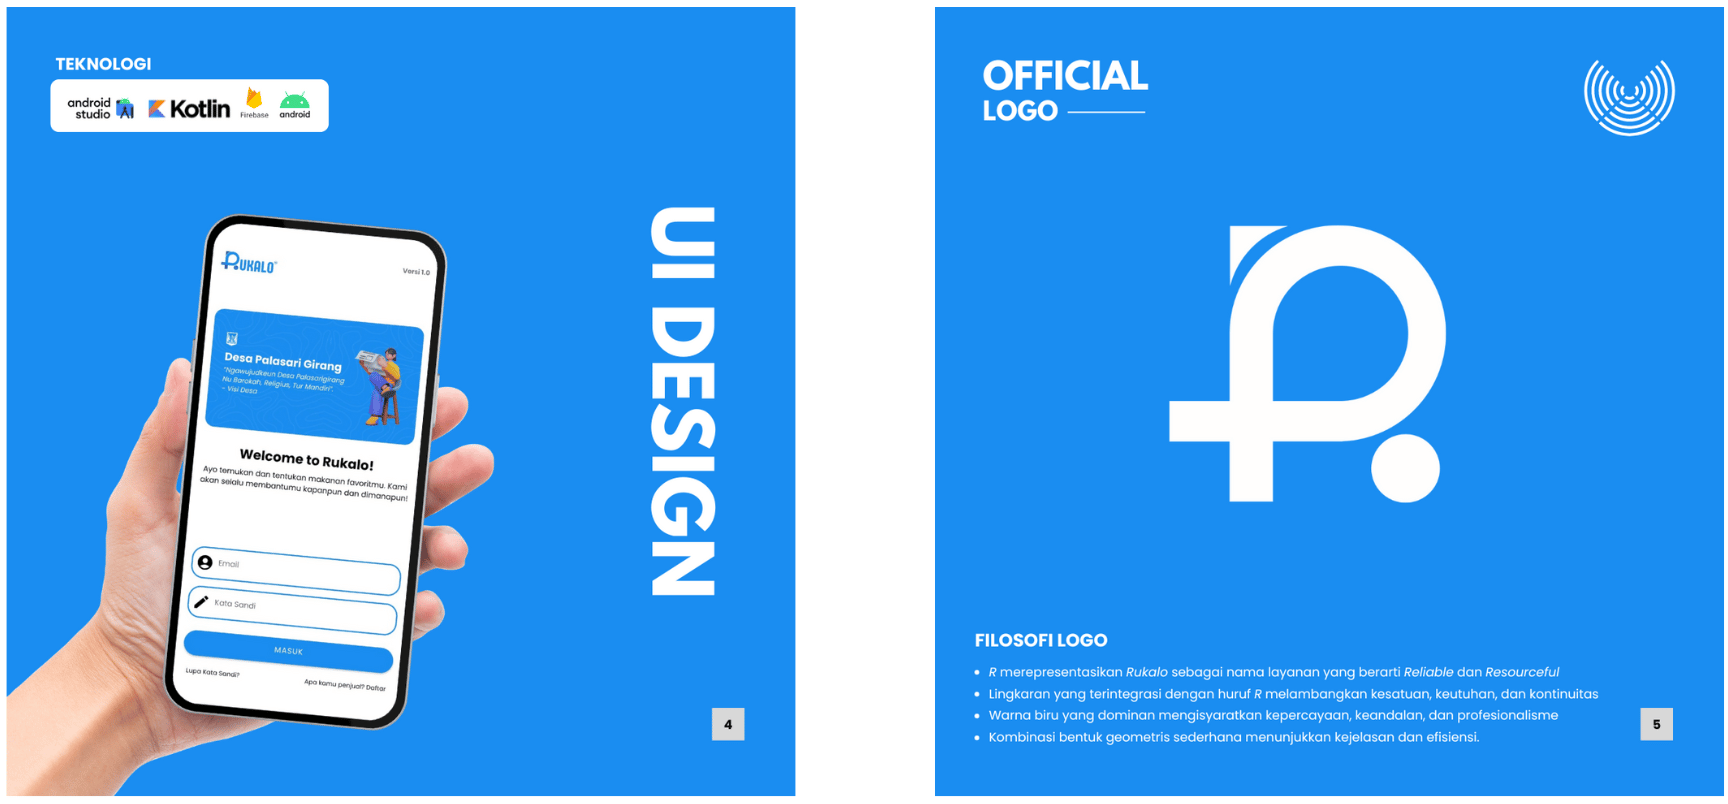 TEKNOLOGI
android
studio
Kotlin
Firebase
android
RUKALO
Versi 1.0
Desa Palasari Girang
"Ngawujudkeun Desa Palasarigirang
Nu Barokah, Religius, Tur Mandiri".
- Visi Desa
Welcome to Rukalo!
Ayo temukan dan tentukan makanan favoritmu. Kami
akan selalu membantumu kapanpun dan dimanapun!
Email
Kata Sandi
MASUK
Lupa Kata Sandi?
Apa kamu penjual? Daftar
UI DESIGN
4
OFFICIAL
LOGO
FILOSOFI LOGO
• R merepresentasikan Rukalo sebagai nama layanan yang berarti Reliable dan Resourceful
• Lingkaran yang terintegrasi dengan huruf R melambangkan kesatuan, keutuhan, dan kontinuitas
• Warna biru yang dominan mengisyaratkan kepercayaan, keandalan, dan profesionalisme
• Kombinasi bentuk geometris sederhana menunjukkan kejelasan dan efisiensi.
5